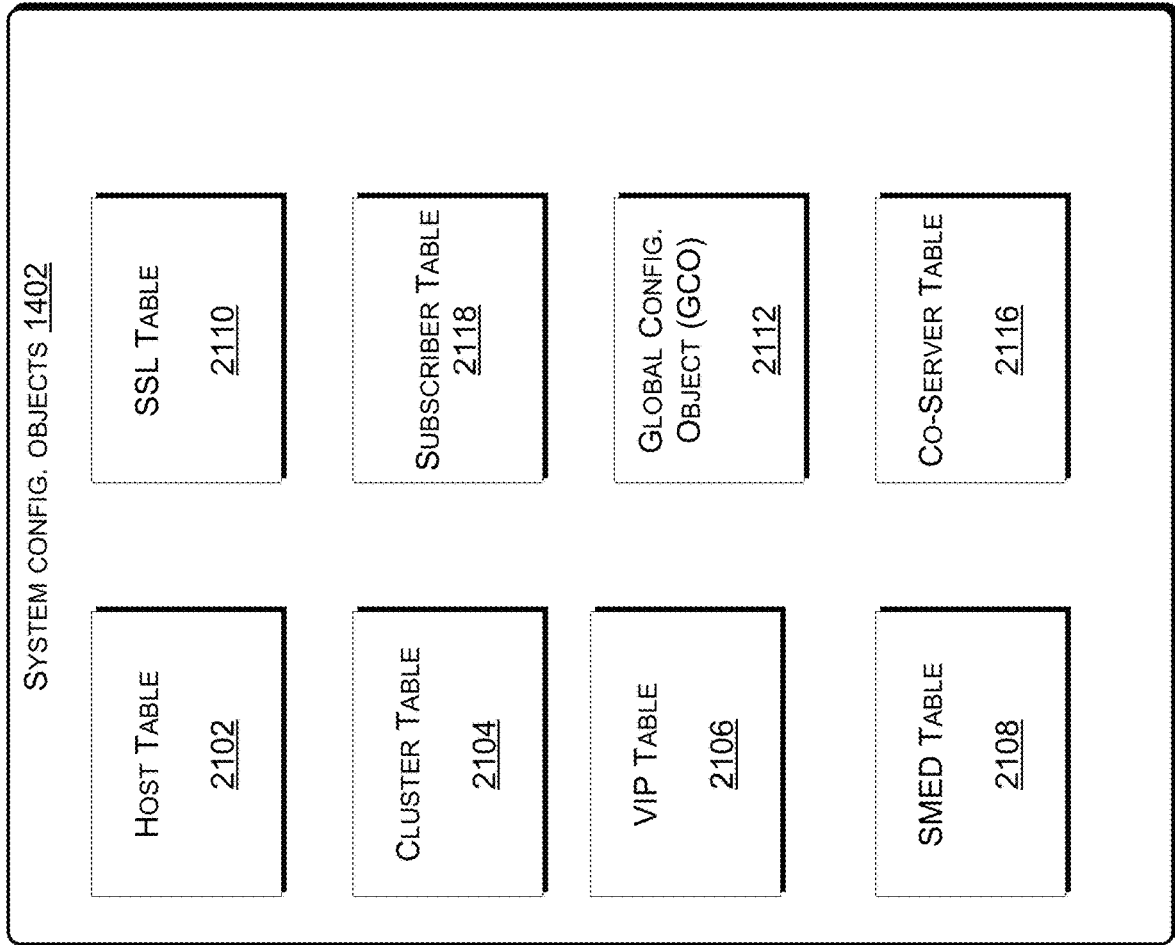 SYSTEM CONFIG. OBJECTS 1402
HOST TABLE
2102
SSL TABLE
2110
CLUSTER TABLE
2104
SUBSCRIBER TABLE
2118
VIP TABLE
2106
GLOBAL CONFIG.
OBJECT (GCO)
2112
SMED TABLE
2108
CO-SERVER TABLE
2116